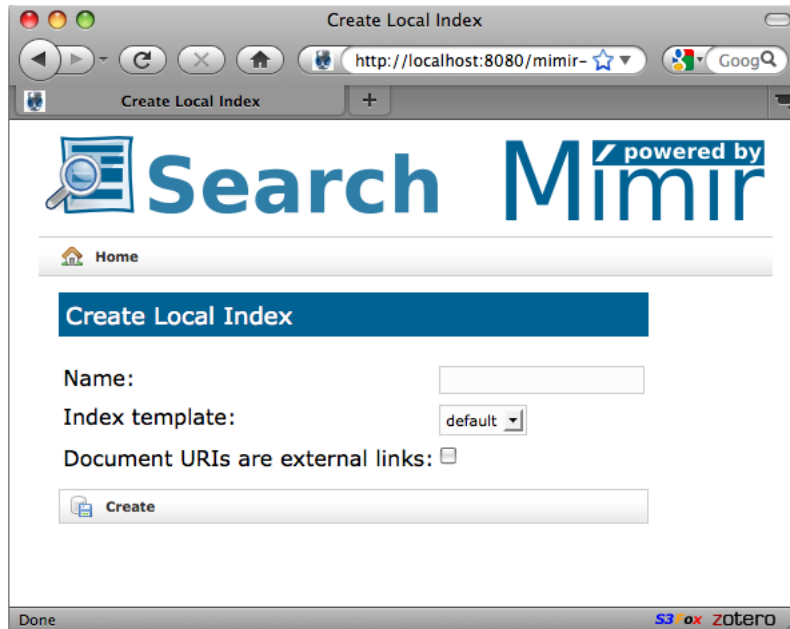 Create Local Index
http://localhost:8080/mimir-
Goog
Create Local Index
+
Search
powered by
Mimir
Home
Create Local Index
Name:
Index template:
default
Document URIs are external links:
Create
Done
S3Fox zotero